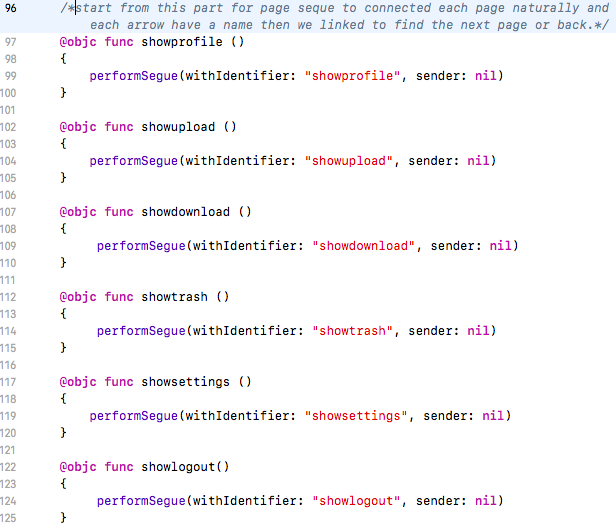 96 /*start from this part for page seque to connected each page naturally and
each arrow have a name then we linked to find the next page or back.*/
97 @objc func showprofile ()
98 {
99 performSegue(withIdentifier: "showprofile", sender: nil)
100 }
101
102 @objc func showupload ()
103 {
104 performSegue(withIdentifier: "showupload", sender: nil)
105 }
106
107 @objc func showdownload ()
108 {
109 performSegue(withIdentifier: "showdownload", sender: nil)
110 }
111
112 @objc func showtrash ()
113 {
114 performSegue(withIdentifier: "showtrash", sender: nil)
115 }
116
117 @objc func showsettings ()
118 {
119 performSegue(withIdentifier: "showsettings", sender: nil)
120 }
121
122 @objc func showlogout()
123 {
124 performSegue(withIdentifier: "showlogout", sender: nil)
125 }